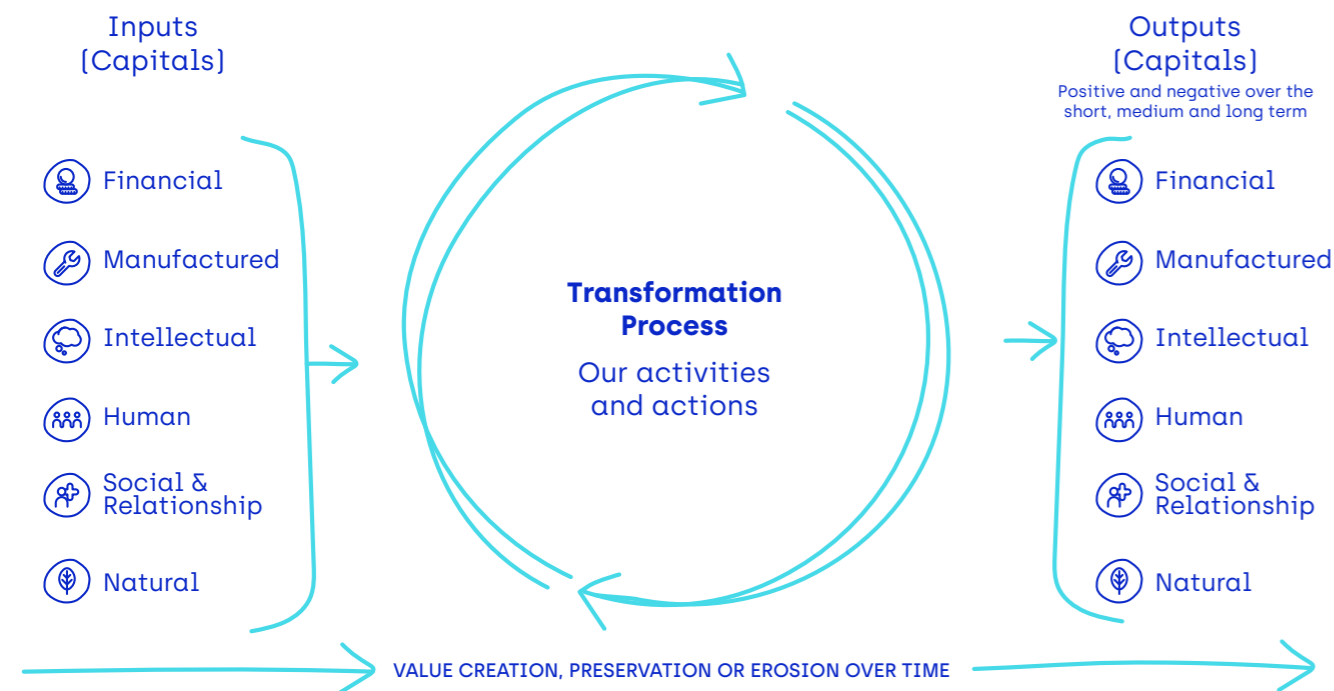 Inputs
(Capitals)
Financial
Manufactured
Intellectual
Human
Social &
Relationship
Natural
Transformation
Process
Our activities
and actions
Outputs
(Capitals)
Positive and negative over the
short, medium and long term
Financial
Manufactured
Intellectual
Human
Social &
Relationship
Natural
VALUE CREATION, PRESERVATION OR EROSION OVER TIME